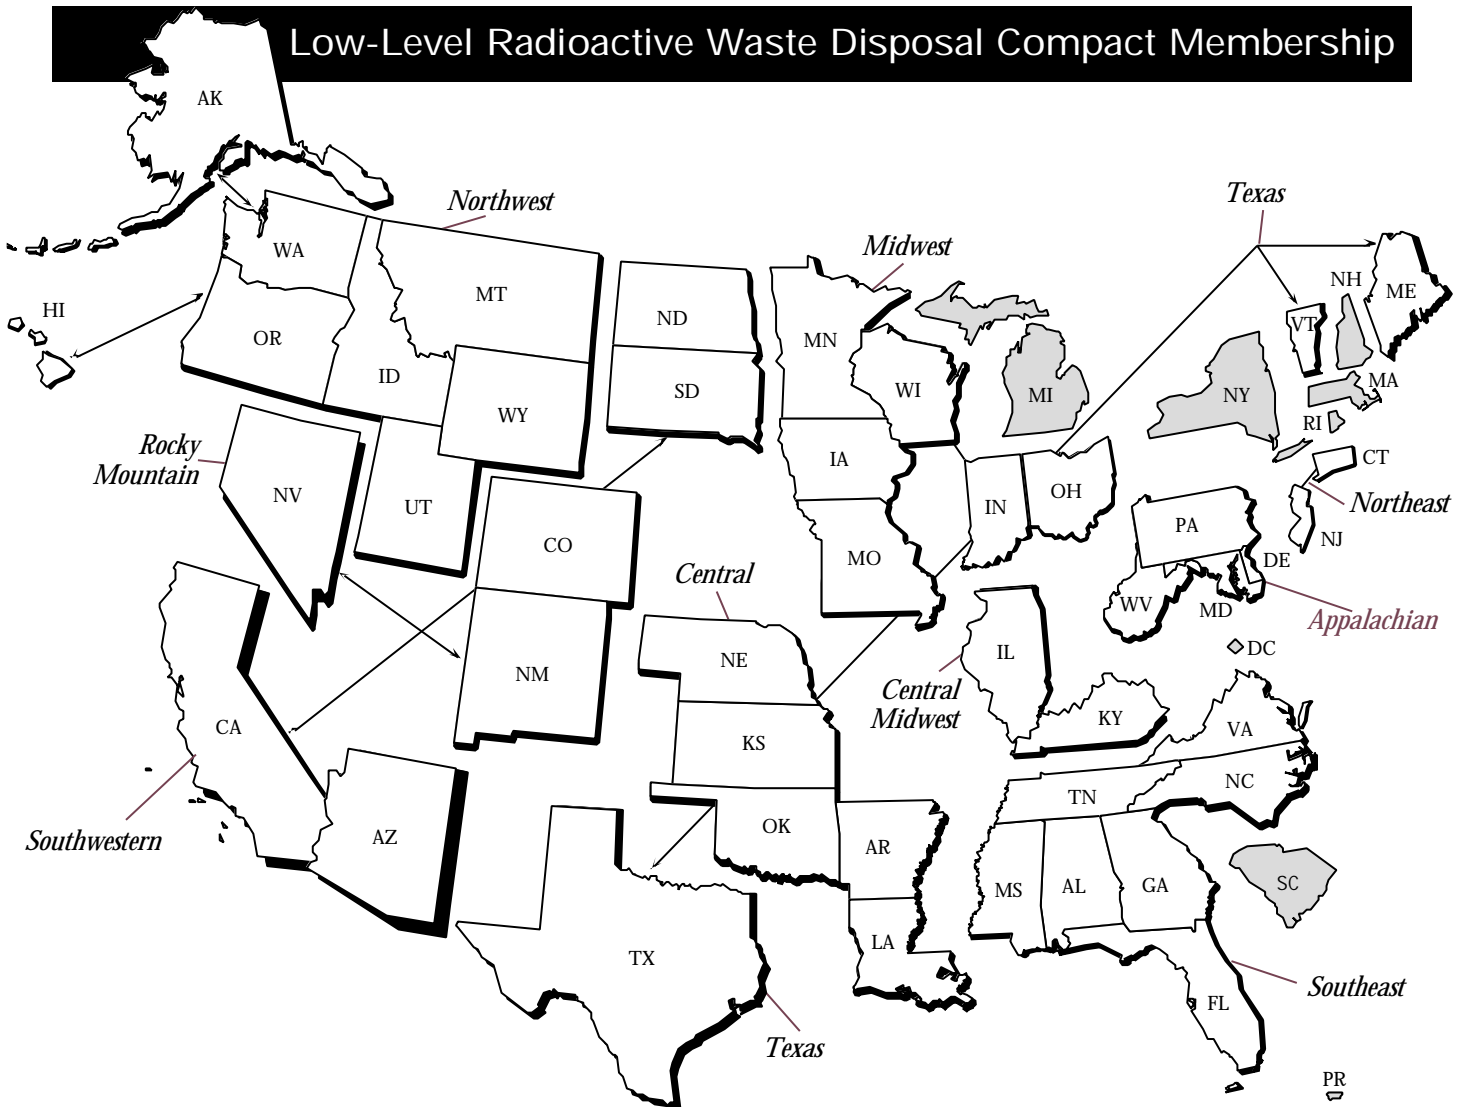 Low-Level Radioactive Waste Disposal Compact Membership
AK
Northwest
Texas
WA
Midwest
NH
ME
MT
HI
ND
VT
OR
MN
ID
SD
WI
MI
NY
MA
WY
RI
Rocky
Mountain
IA
CT
NV
UT
IN
OH
Northeast
PA
NJ
CO
MO
DE
Central
WV
MD
Appalachian
DC
NE
IL
NM
Central
Midwest
KY
CA
KS
VA
TN
NC
Southwestern
AZ
OK
AR
MS
AL
GA
SC
LA
TX
Southeast
FL
Texas
PR